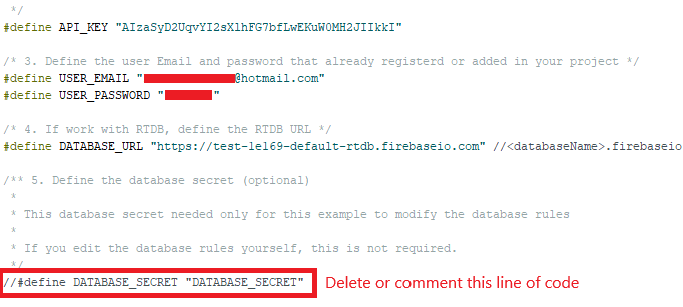 */
#define API_KEY "AIzaSyD2UqvYI2sXlhFG7bfLwEKuW0MH2JIIkkI"
/* 3. Define the user Email and password that already registerd or added in your project */
#define USER_EMAIL "@hotmail.com"
#define USER_PASSWORD ""
/* 4. If work with RTDB, define the RTDB URL */
#define DATABASE_URL "https://test-1e169-default-rtdb.firebaseio.com" //<databaseName>.firebaseio
/** 5. Define the database secret (optional)
*
* This database secret needed only for this example to modify the database rules
*
* If you edit the database rules yourself, this is not required.
*/
//#define DATABASE_SECRET "DATABASE_SECRET"
Delete or comment this line of code